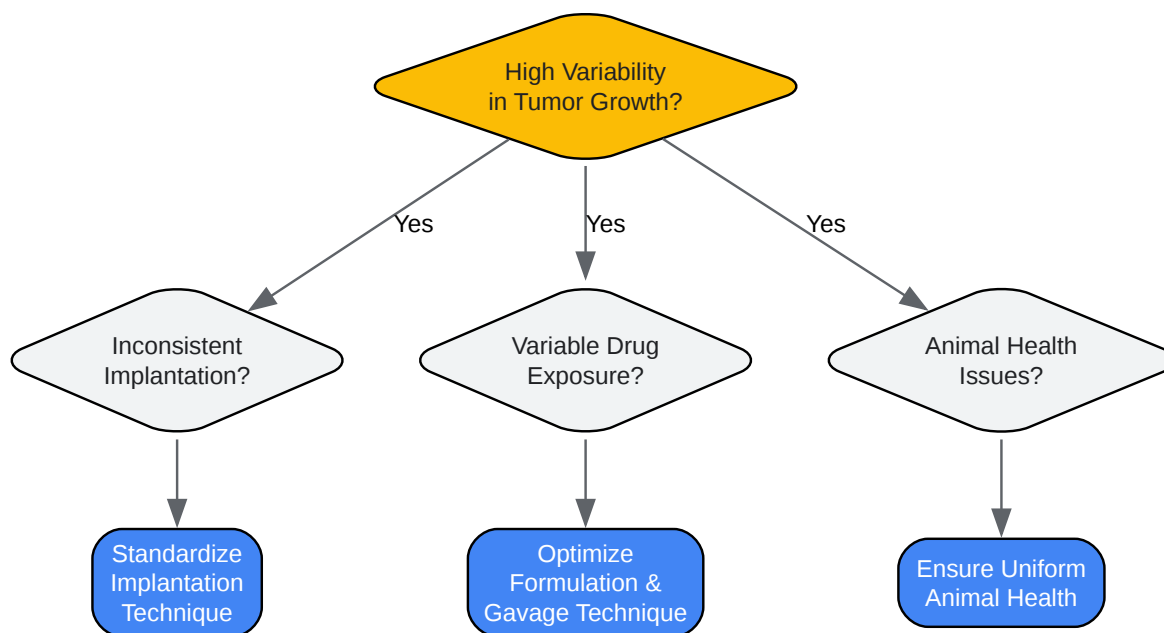 High Variability
in Tumor Growth?
Yes
Yes
Yes
Inconsistent
Implantation?
Variable Drug
Exposure?
Animal Health
Issues?
Standardize
Implantation
Technique
Optimize
Formulation &
Gavage Technique
Ensure Uniform
Animal Health